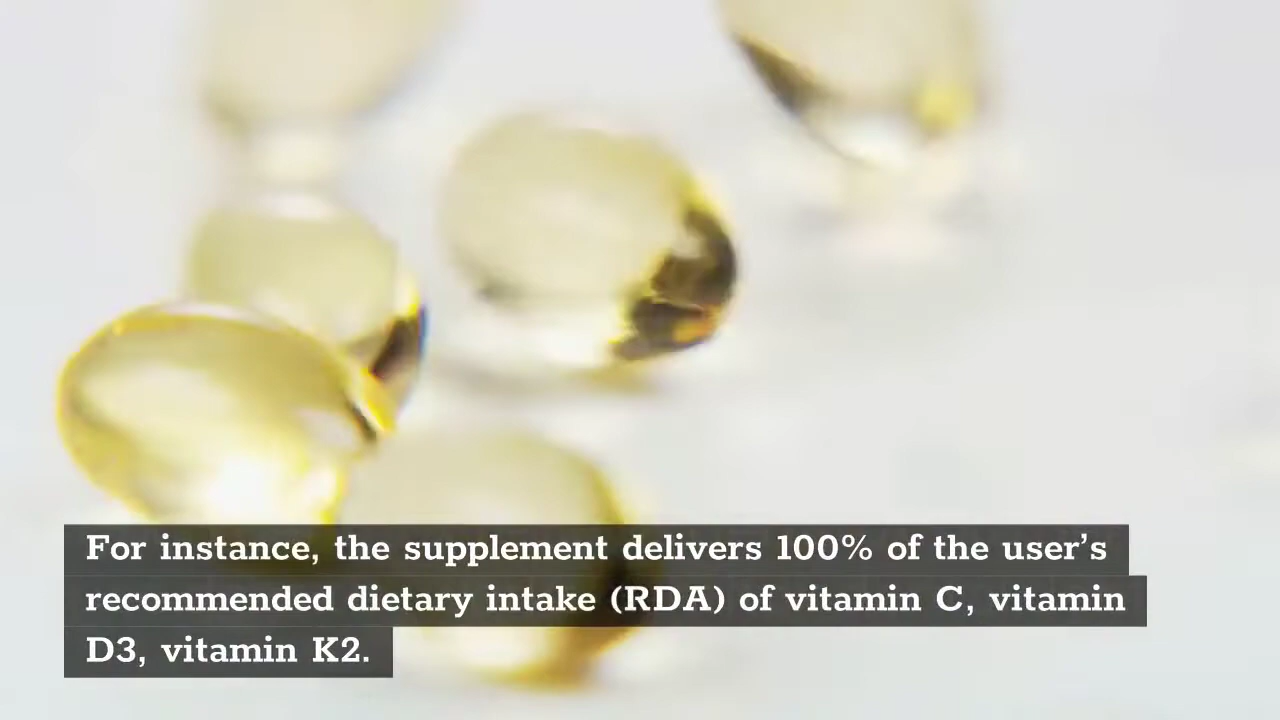 For instance, the supplement delivers 100% of the user’s
recommended dietary intake (RDA) of vitamin C, vitamin
D3, vitamin K2.